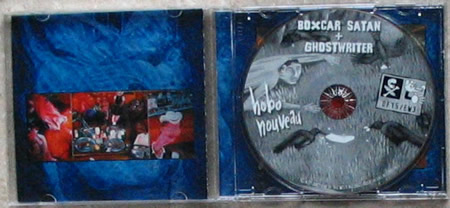 BOXCAR SATAN
+
GHOSTWRITER
hobo
nouveau